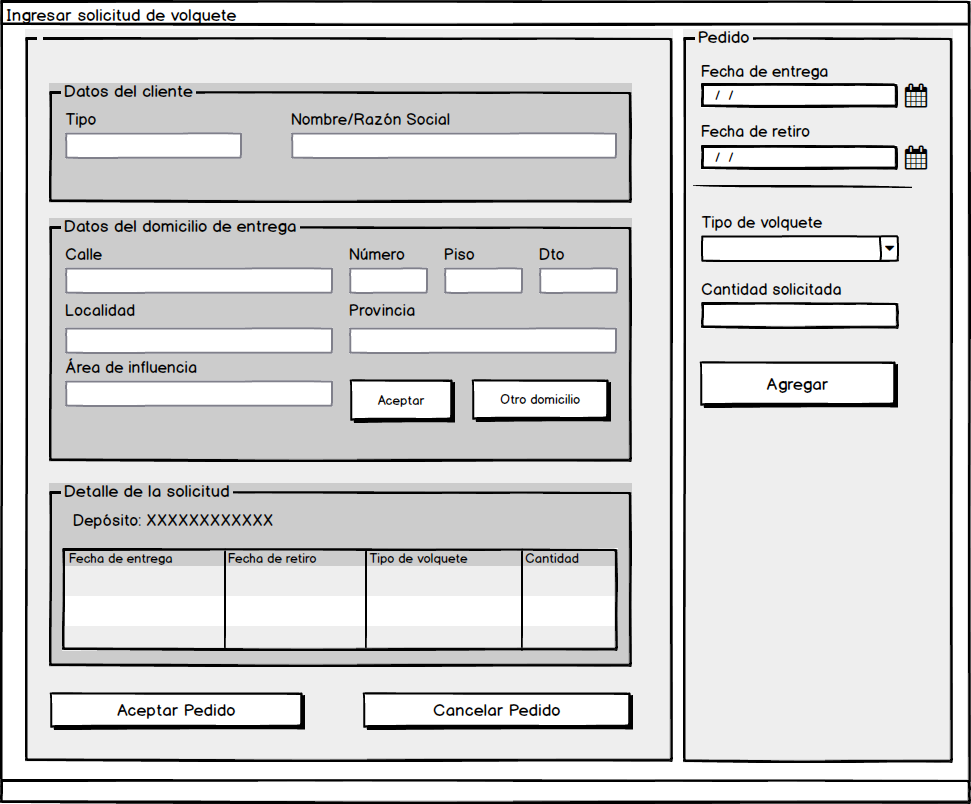 Ingresar solicitud de volquete
Datos del cliente
Tipo
Nombre/Razón Social
Datos del domicilio de entrega
Calle
Número
Piso
Dto
Localidad
Provincia
Área de influencia
Aceptar
Otro domicilio
Detalle de la solicitud
Depósito: XXXXXXXXXXXX
Fecha de entrega
Fecha de retiro
Tipo de volquete
Cantidad
Aceptar Pedido
Cancelar Pedido
Pedido
Fecha de entrega
/ /
Fecha de retiro
/ /
Tipo de volquete
Cantidad solicitada
Agregar